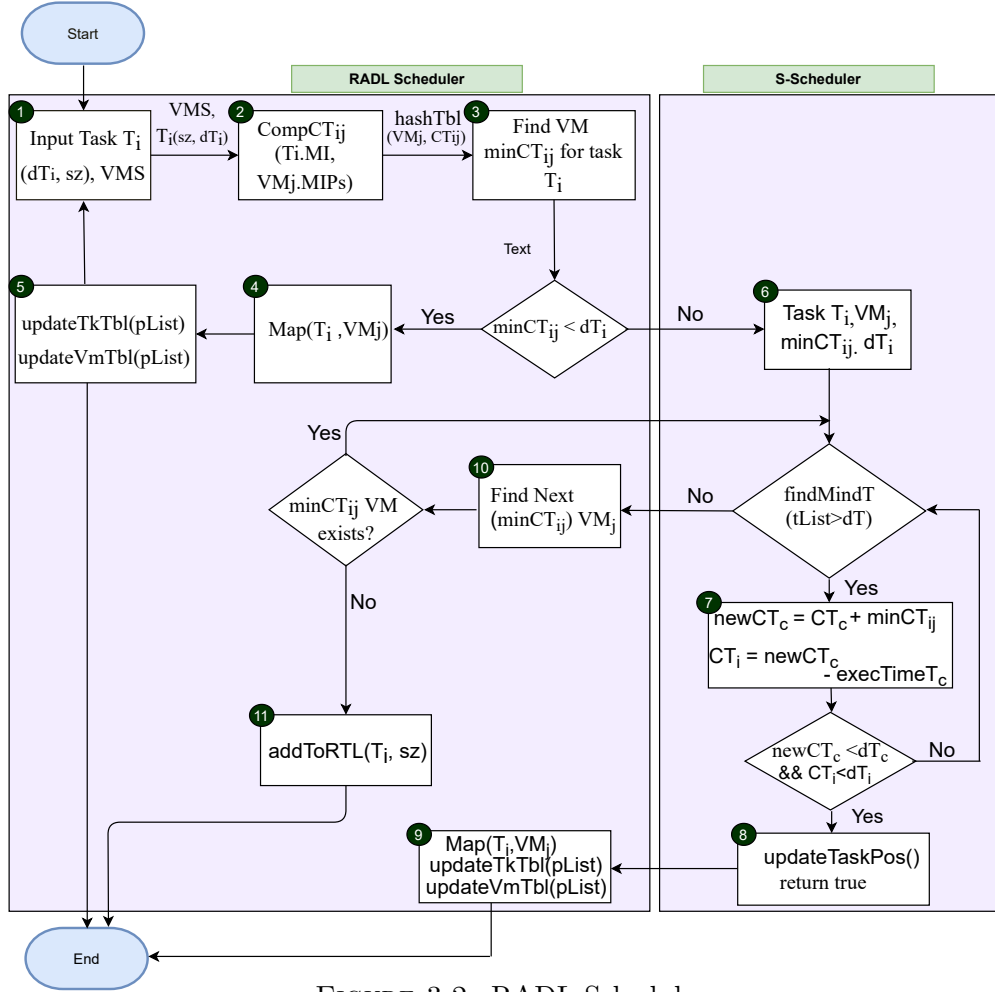 Start
RADL Scheduler
S-Scheduler
1
Input Task Ti
(dTi, sz), VMS
VMS,
Ti(sz, dTi)
2
CompCTij
(Ti.MI,
VMj.MIPs)
hashTbl
(VMj, CTij)
3
Find VM
minCTij for task
Ti
Text
5
updateTkTbl(pList)
updateVmTbl(pList)
4
Map(Ti ,VMj)
Yes
minCTij < dTi
No
6
Task Ti,VMj,
minCTij. dTi
Yes
minCTij VM
exists?
10
Find Next
(minCTij) VMj
No
findMindT
(tList>dT)
Yes
No
7
newCTc = CTc + minCTij
CTi = newCTc
- execTimeTc
11
addToRTL(Ti, sz)
newCTc <dTc
&& CTi<dTi
No
Yes
9
Map(Ti,VMj)
updateTkTbl(pList)
updateVmTbl(pList)
8
updateTaskPos()
return true
End